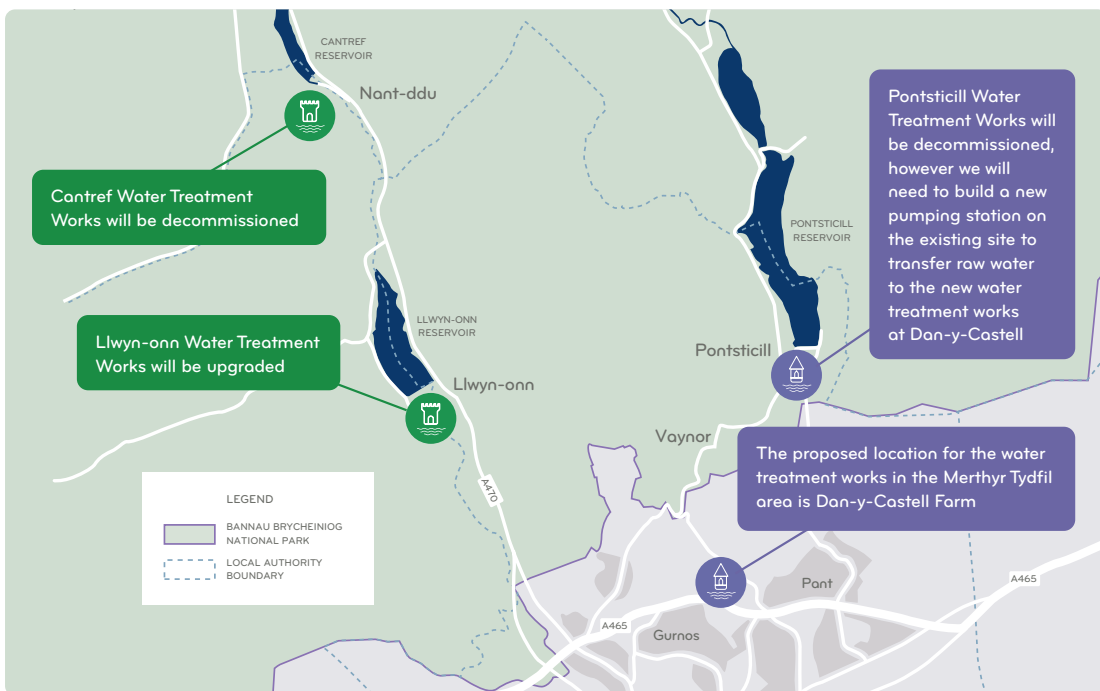 CANTREF
RESERVOIR
Nant-ddu
Cantref Water Treatment
Works will be decommissioned
Pontsticill Water
Treatment Works will
be decommissioned,
however we will
need to build a new
pumping station on
the existing site to
transfer raw water
to the new water
treatment works
at Dan-y-Castell
PONTSTICILL
RESERVOIR
LLWYN-ONN
RESERVOIR
Llwyn-onn Water Treatment
Works will be upgraded
Llwyn-onn
Pontsticill
Vaynor
The proposed location for the water
treatment works in the Merthyr Tydfil
area is Dan-y-Castell Farm
A470
LEGEND
BANNAU BRYCHEINIOG
NATIONAL PARK
LOCAL AUTHORITY
BOUNDARY
Pant
A465
A465
Gurnos